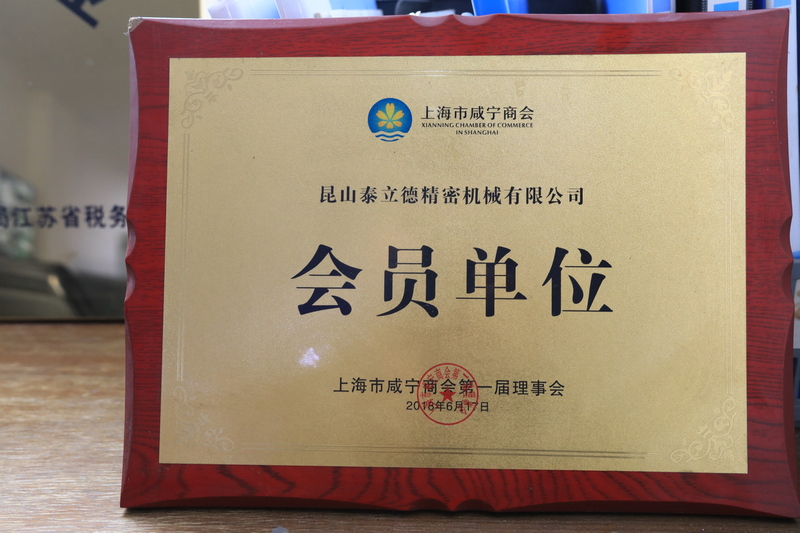 上海市咸宁商会
XIANNING CHAMBER OF COMMERCE
IN SHANGHAI
昆山泰立德精密机械有限公司
会员单位
上海市咸宁商会第一届理事会
2018年6月17日
江苏省税务